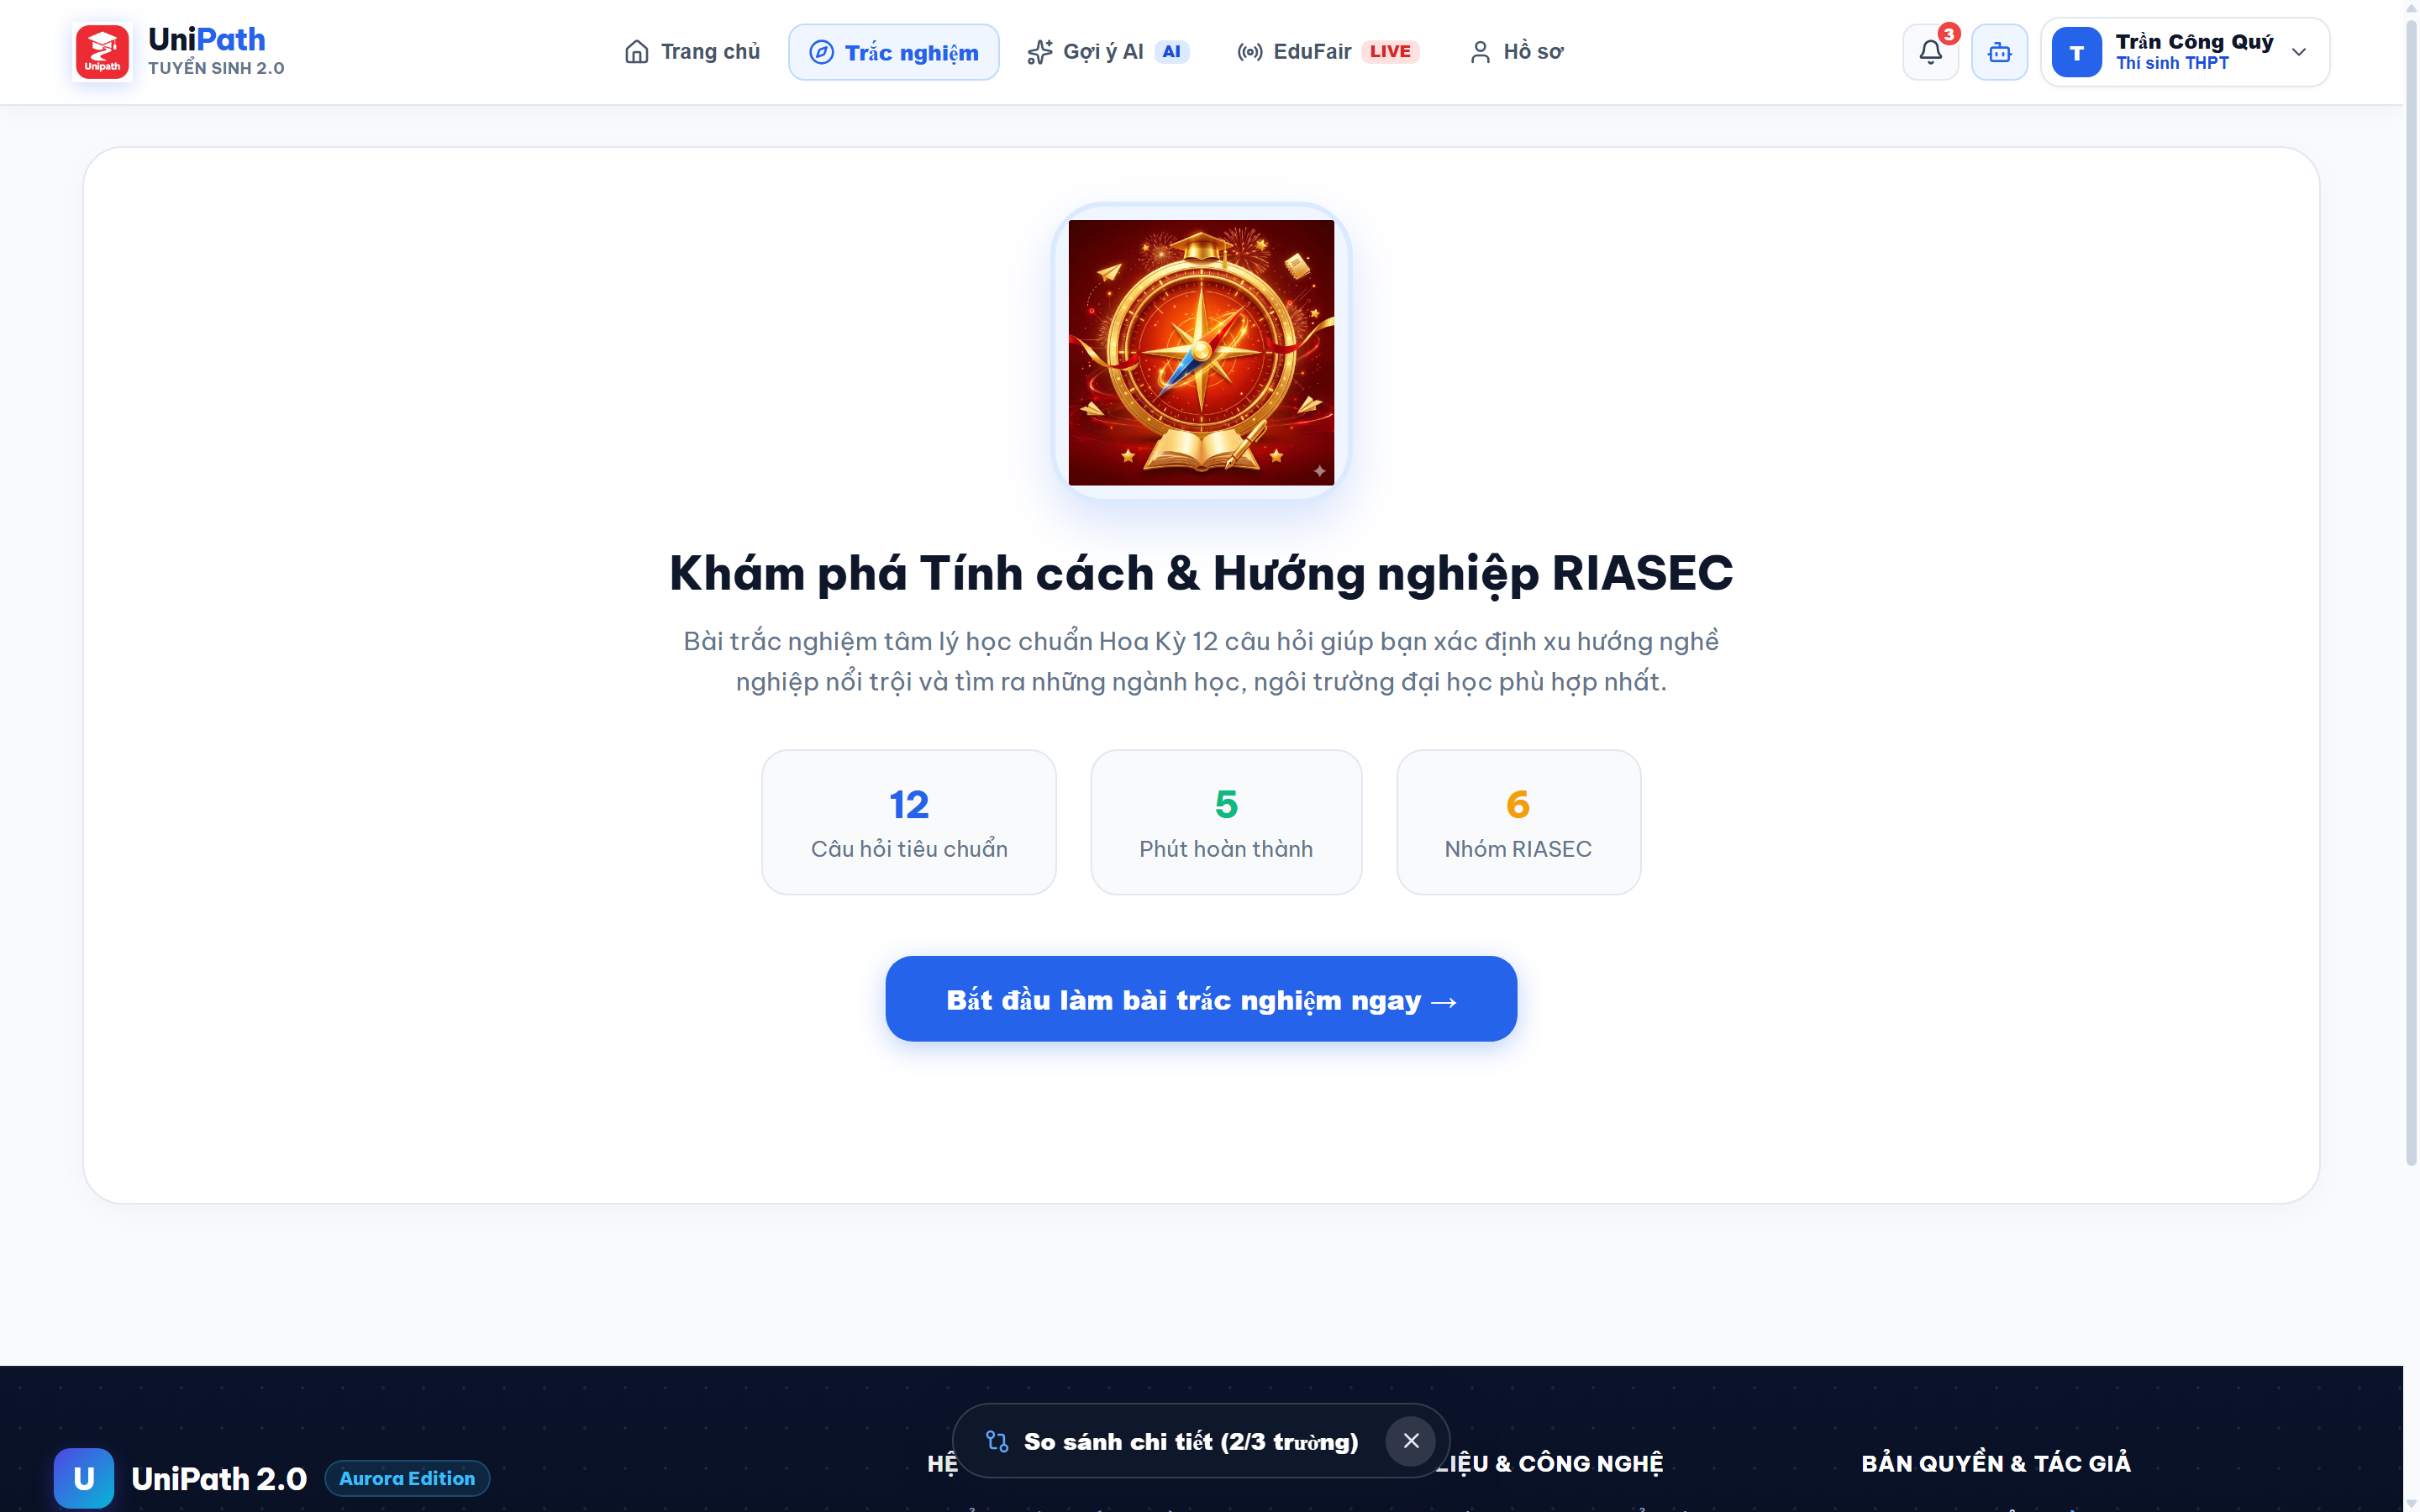 UniPath
TUYỂN SINH 2.0
Unipath
Trang chủ
Trắc nghiệm
Gợi ý AI AI
EduFair LIVE
Hồ sơ
3
T
Trần Công Quý
Thí sinh THPT
Khám phá Tính cách & Hướng nghiệp RIASEC
Bài trắc nghiệm tâm lý học chuẩn Hoa Kỳ 12 câu hỏi giúp bạn xác định xu hướng nghề
nghiệp nổi trội và tìm ra những ngành học, ngôi trường đại học phù hợp nhất.
12
Câu hỏi tiêu chuẩn
5
Phút hoàn thành
6
Nhóm RIASEC
Bắt đầu làm bài trắc nghiệm ngay →
So sánh chi tiết (2/3 trường)
U
UniPath 2.0
Aurora Edition
HỆ
LIỆU & CÔNG NGHỆ
BẢN QUYỀN & TÁC GIẢ